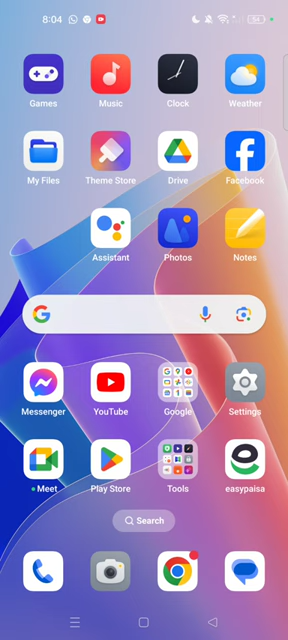 8:04
54
Games Music Clock Weather
My Files Theme Store Drive Facebook
Assistant Photos Notes
Messenger YouTube Google Settings
Meet Play Store Tools easypaisa
Search